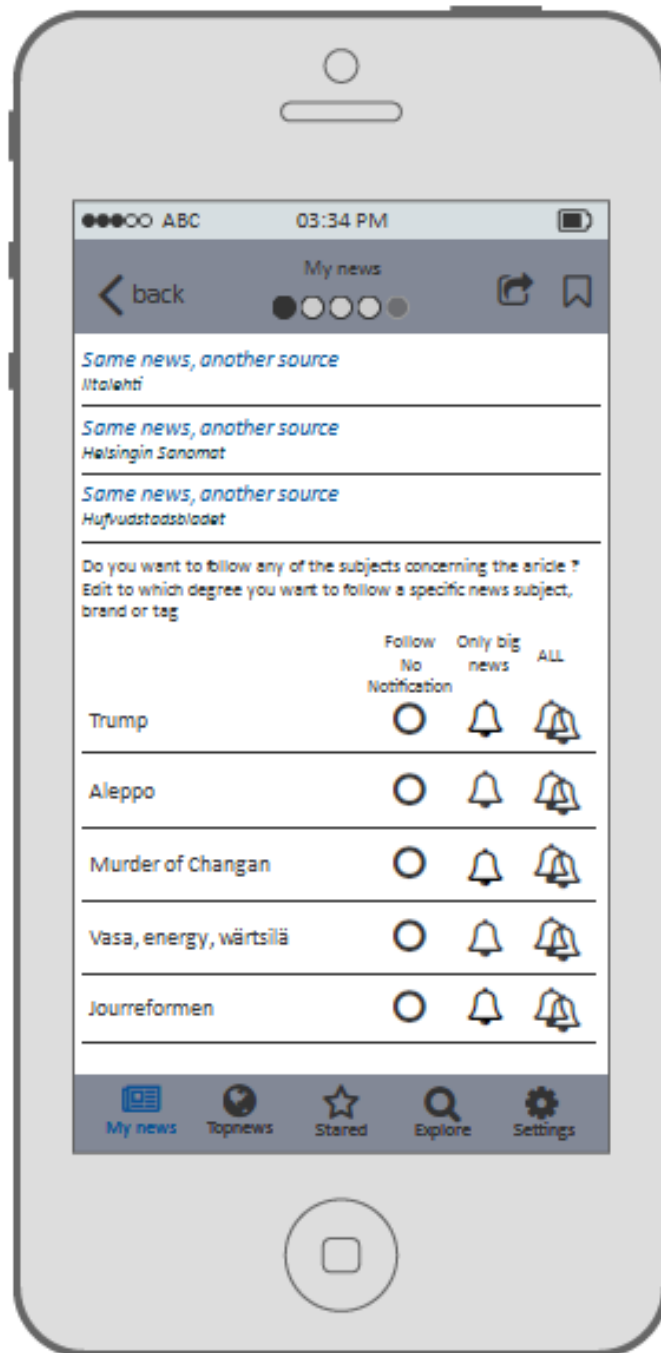 ABC 03:34 PM
My news
back
Same news, another source
Iltalehti
Same news, another source
Helsingin Sanomat
Same news, another source
Hufvudstadsbladet
Do you want to follow any of the subjects concerning the aricle ?
Edit to which degree you want to follow a specific news subject,
brand or tag
Follow Only big ALL
No news
Notification
Trump
Aleppo
Murder of Changan
Vasa, energy, wärtsilä
Jourreformen
My news Topnews Stared Explore Settings